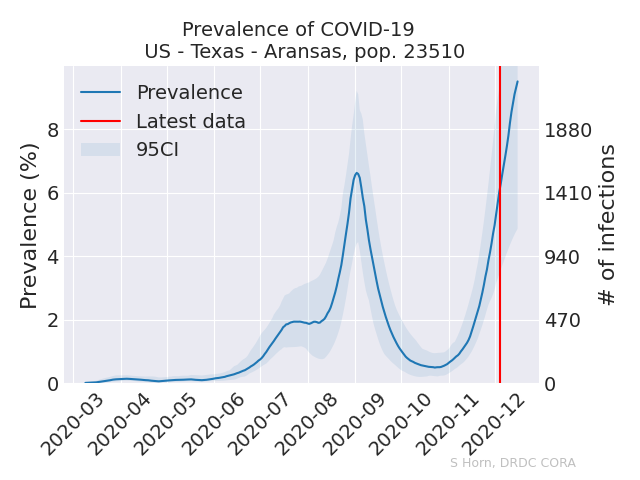 Prevalence of COVID-19
US - Texas - Aransas, pop. 23510
Prevalence
Latest data
95CI
Prevalence (%)
8
6
4
2
0
1880
1410
940
470
0
# of infections
2020-03
2020-04
2020-05
2020-06
2020-07
2020-08
2020-09
2020-10
2020-11
2020-12
S Horn, DRDC CORA